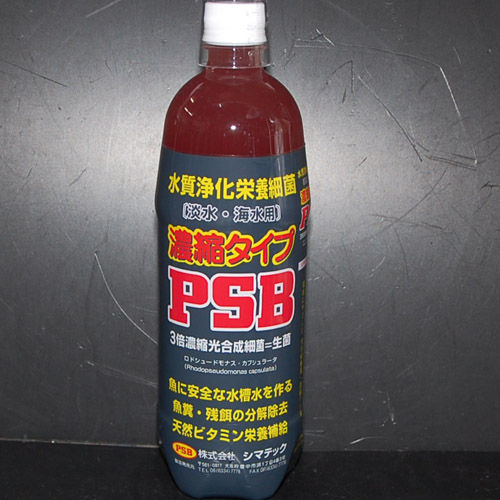 水質浄化栄養細菌
(淡水・海水用)
濃縮タイプ
PSB
3倍濃縮光合成細菌=生菌
ロドシュードモナス・カプシュラータ
(Rhodopseudomonas capsulata)
魚に安全な水槽水を作る
魚糞・残餌の分解除去
天然ビタミン栄養補給
PSB 株式会社 シマテック